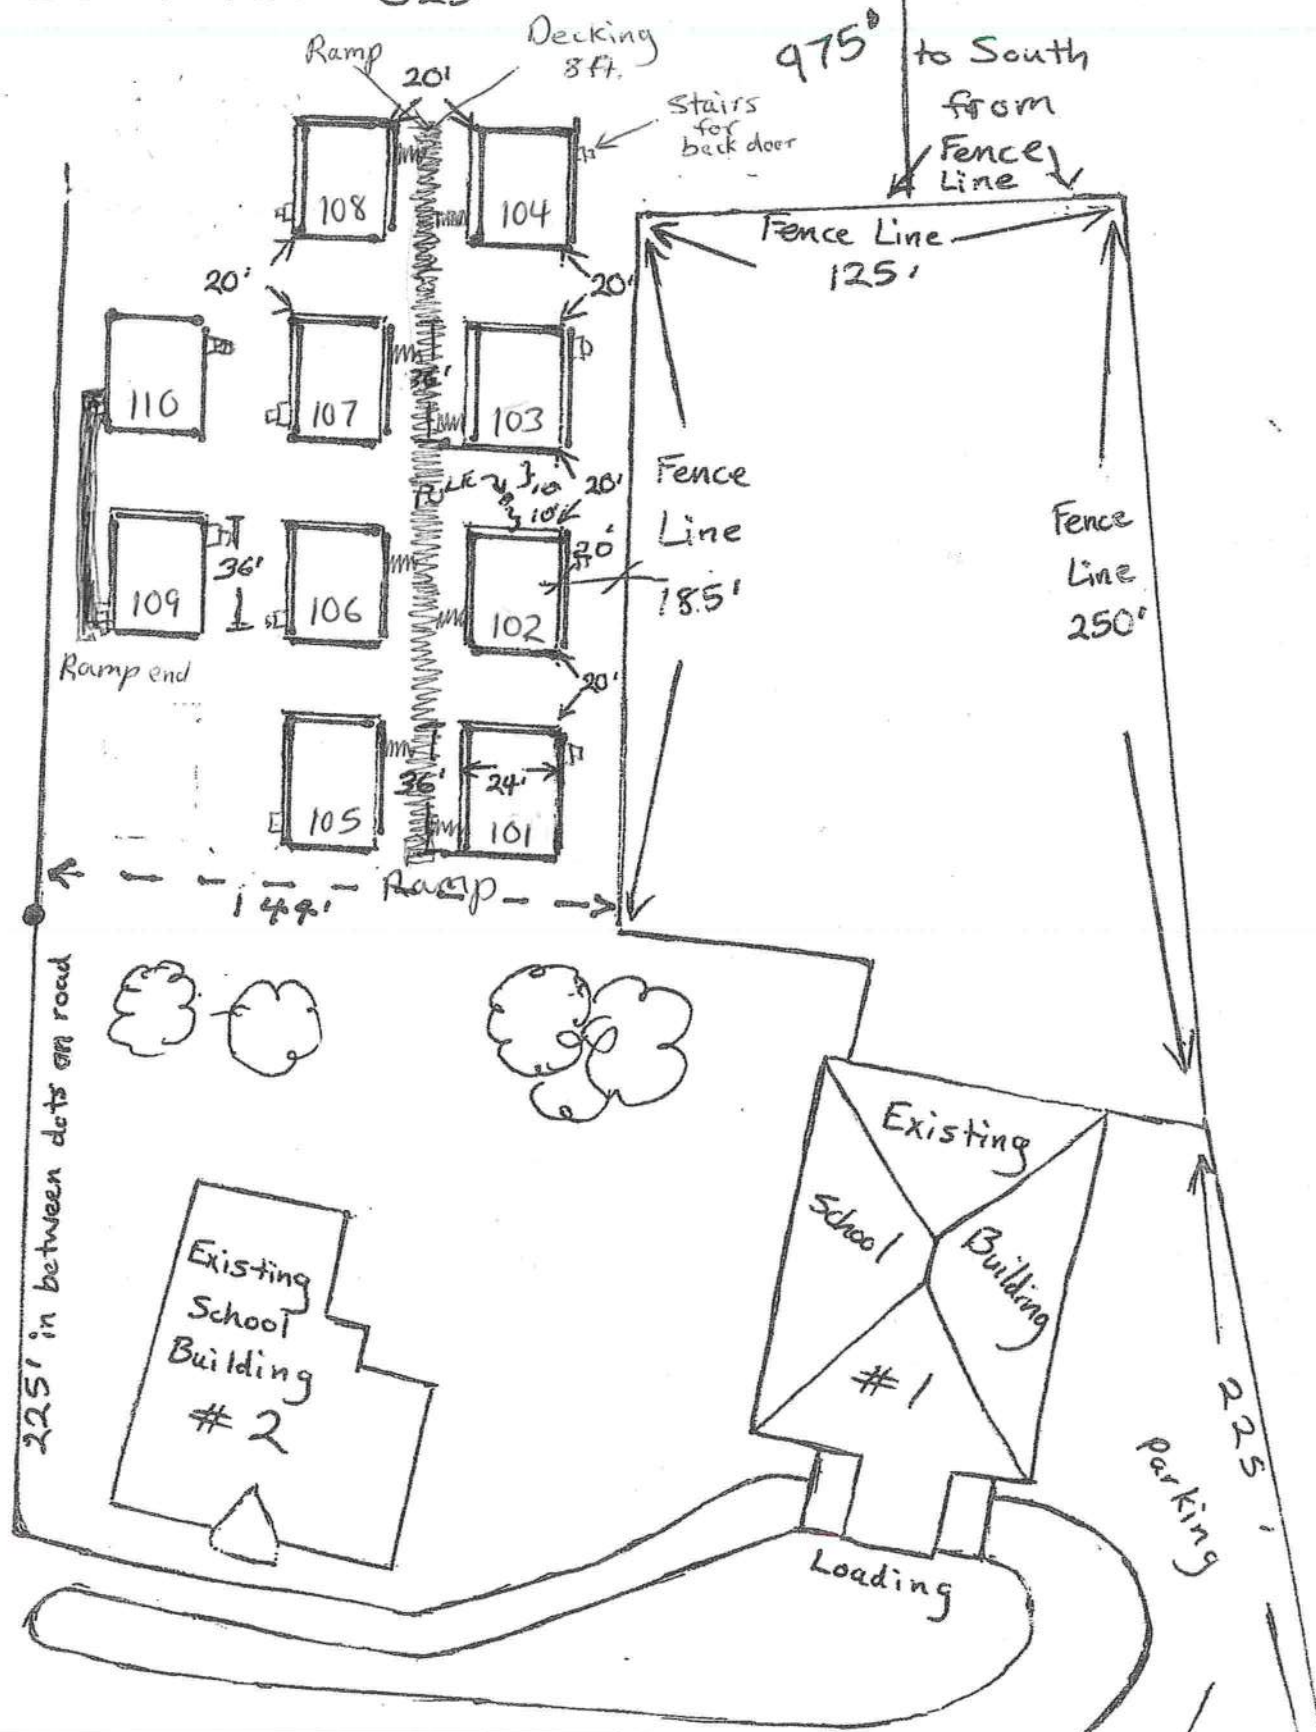 Ramp
20'
Decking
8 ft.
975' to South
from
Fence
Line
Stairs
for
back door
108
104
20'
20'
Fence Line
125'
110
107
36'
103
20'
10'
10'
20'
Fence
Line
185'
Fence
Line
250'
109
36'
106
102
Ramp end
20'
105
36'
24'
101
Ramp
144'
225' in between dots on road
Existing
School
Building
#1
Existing
School
Building
#2
225'
Parking
Loading